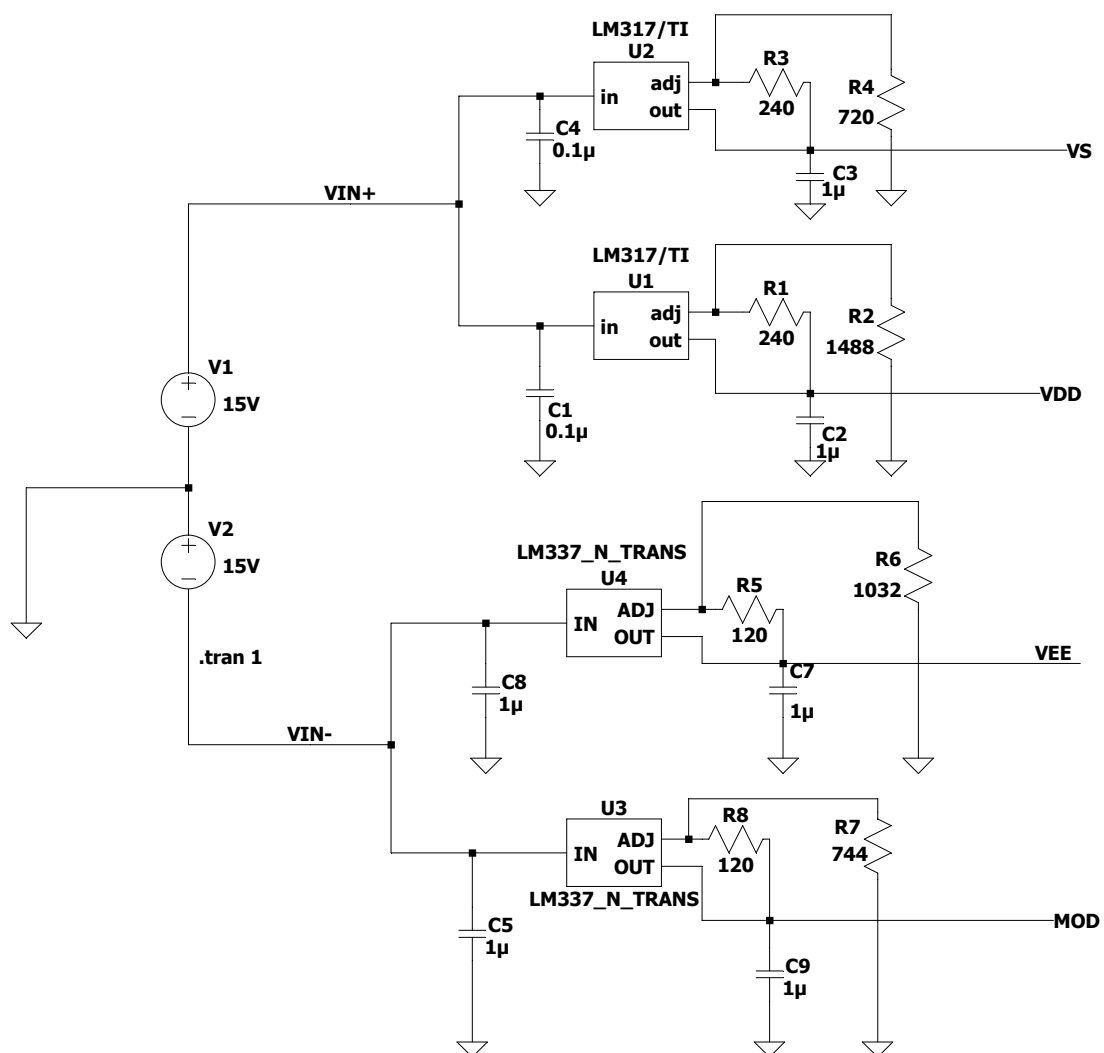 LM317/TI
U2
in
adj
out
R3
240
R4
720
C4
0.1µ
C3
1µ
VS
VIN+
LM317/TI
U1
in
adj
out
R1
240
R2
1488
C1
0.1µ
C2
1µ
VDD
V1
15V
V2
15V
.tran 1
LM337_N_TRANS
U4
IN
ADJ
OUT
R5
120
R6
1032
VEE
C8
1µ
C7
1µ
VIN-
U3
IN
ADJ
OUT
LM337_N_TRANS
R8
120
R7
744
C5
1µ
C9
1µ
MOD